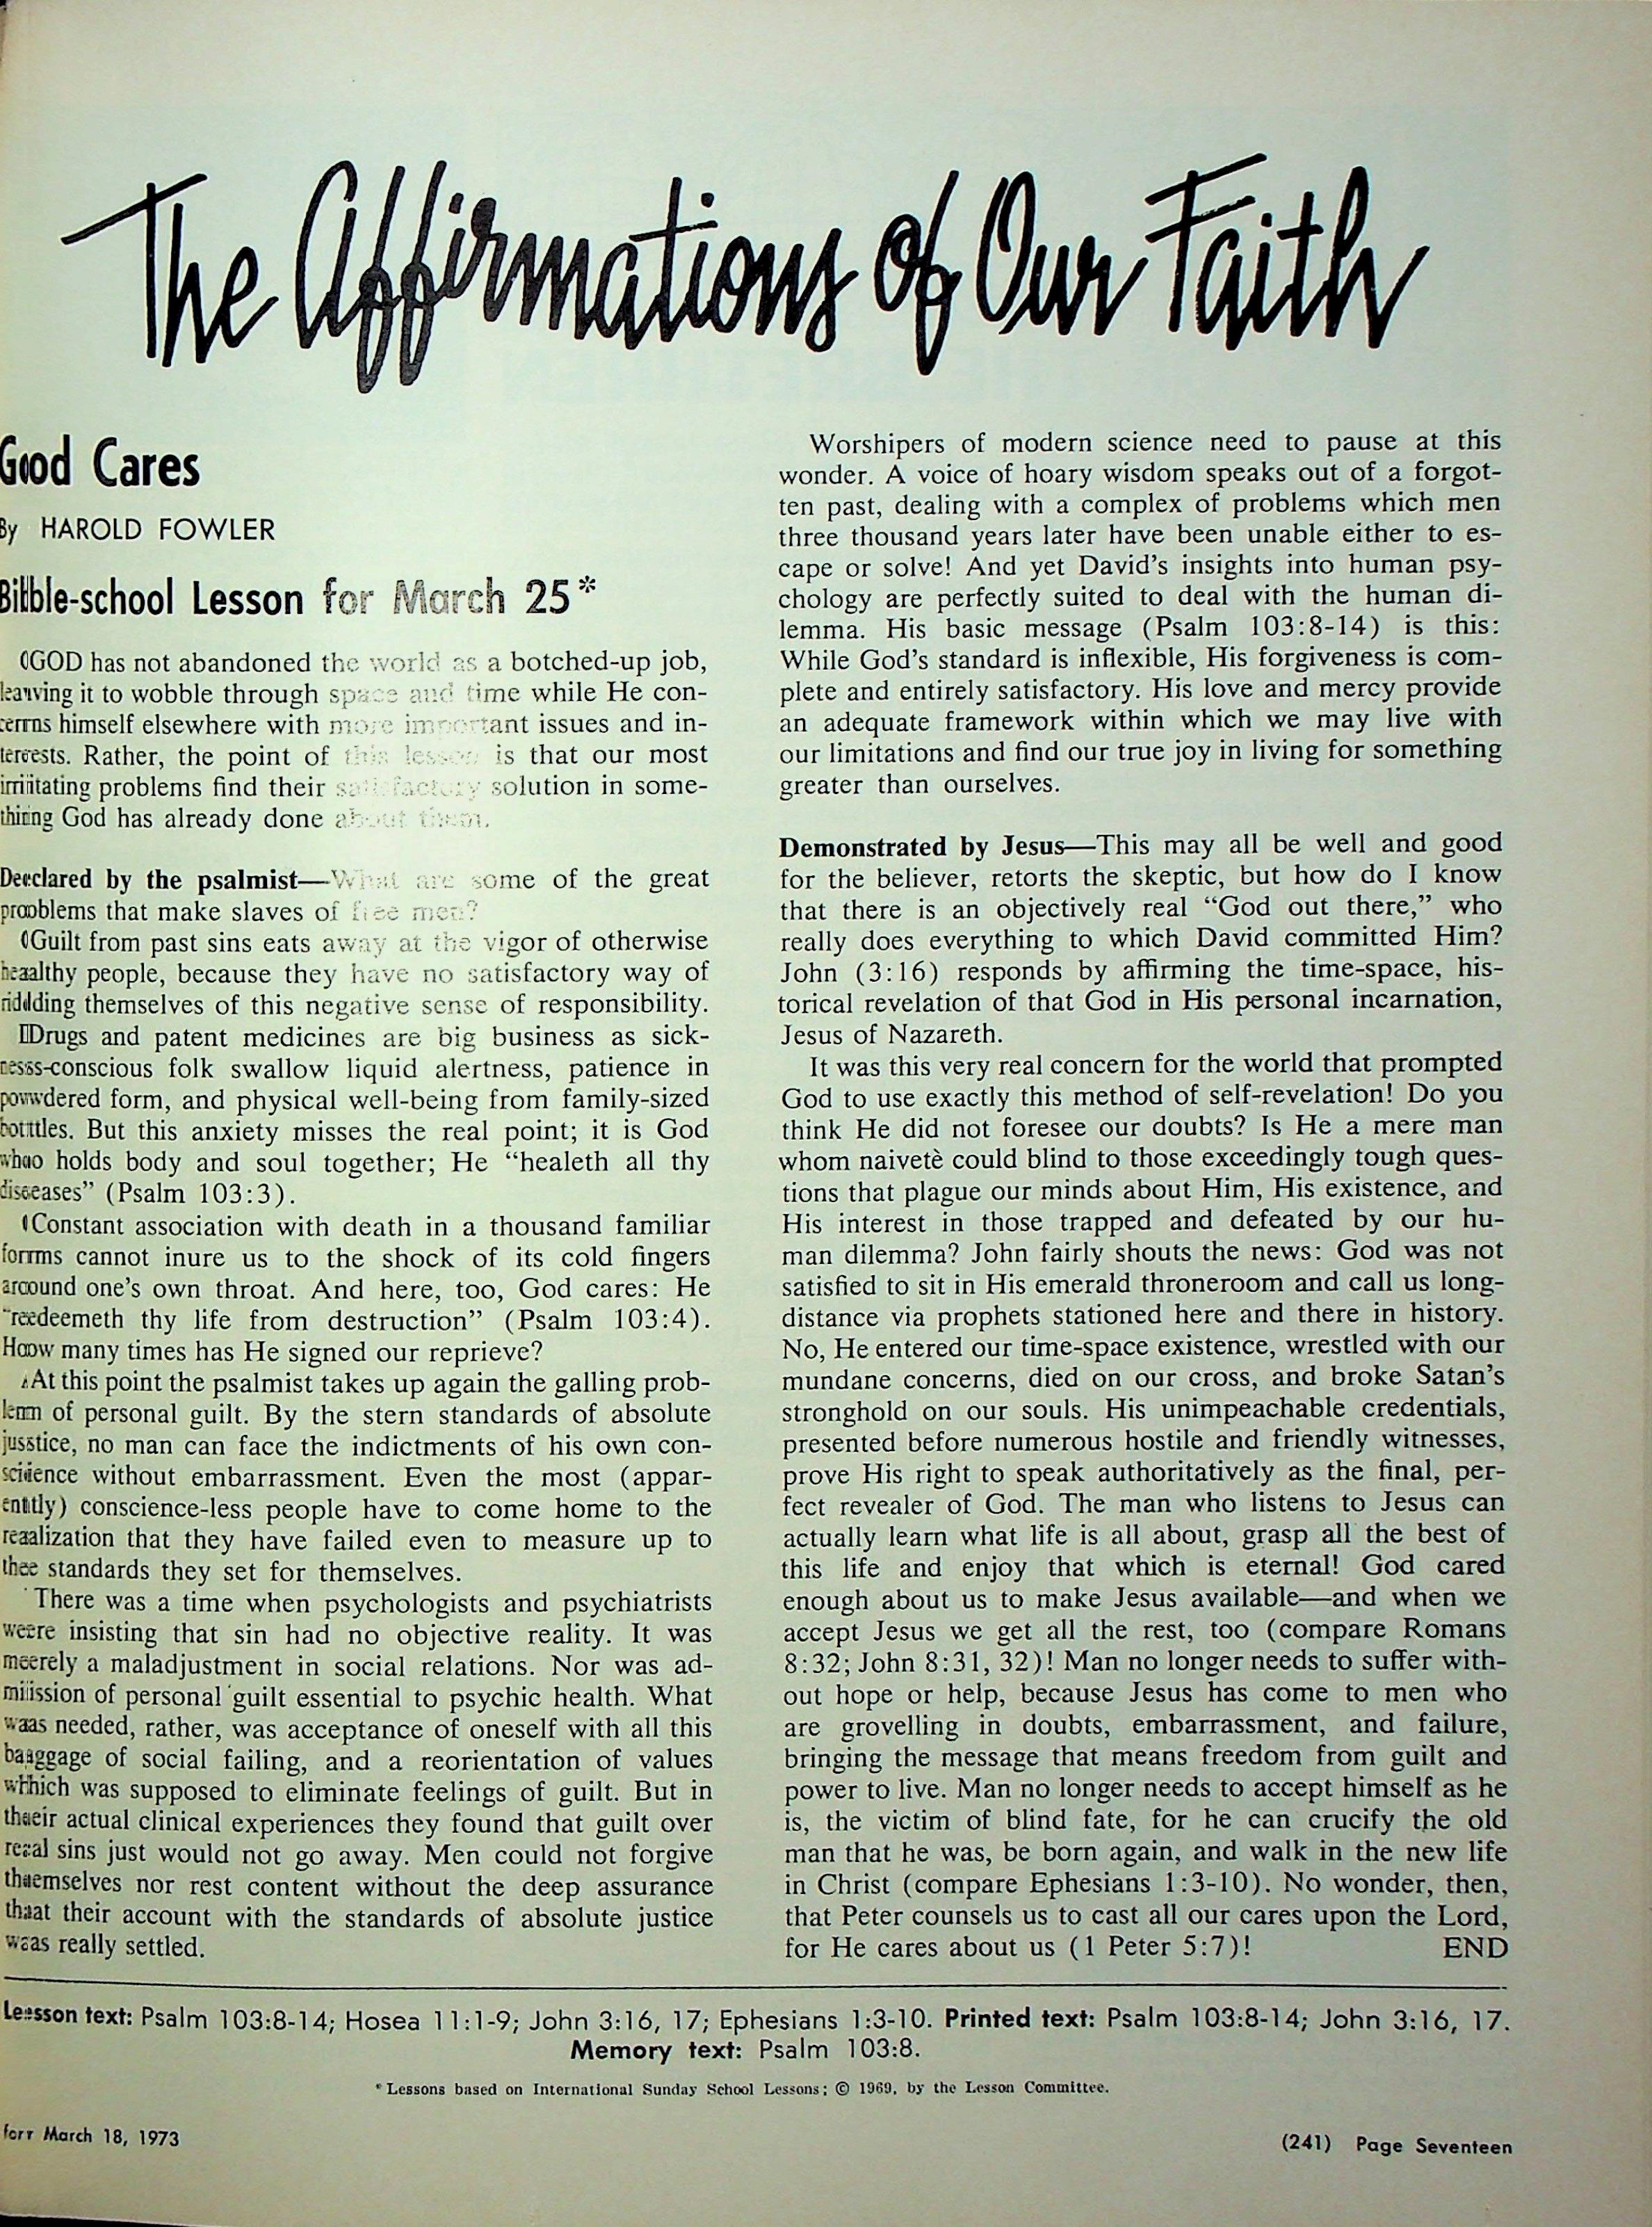 The Affirmations of Our Faith
God Cares
By HAROLD FOWLER
Bible-school Lesson for March 25*
GOD has not abandoned the world as a botched-up job,
leaving it to wobble through space and time while He con-
cerns himself elsewhere with more important issues and in-
terests. Rather, the point of this lesson is that our most
irritating problems find their satisfactory solution in some-
thing God has already done about them.
Declared by the psalmist—What are some of the great
problems that make slaves of free men?
Guilt from past sins eats away at the vigor of otherwise
healthy people, because they have no satisfactory way of
ridding themselves of this negative sense of responsibility.
Drugs and patent medicines are big business as sick-
ness-conscious folk swallow liquid alertness, patience in
powdered form, and physical well-being from family-sized
bottles. But this anxiety misses the real point; it is God
who holds body and soul together; He “healeth all thy
diseases” (Psalm 103:3).
Constant association with death in a thousand familiar
forms cannot inure us to the shock of its cold fingers
around one’s own throat. And here, too, God cares: He
“redeemeth thy life from destruction” (Psalm 103:4).
How many times has He signed our reprieve?
At this point the psalmist takes up again the galling prob-
lem of personal guilt. By the stern standards of absolute
justice, no man can face the indictments of his own con-
science without embarrassment. Even the most (appar-
ently) conscience-less people have to come home to the
realization that they have failed even to measure up to
the standards they set for themselves.
There was a time when psychologists and psychiatrists
were insisting that sin had no objective reality. It was
merely a maladjustment in social relations. Nor was ad-
mission of personal guilt essential to psychic health. What
was needed, rather, was acceptance of oneself with all this
baggage of social failing, and a reorientation of values
which was supposed to eliminate feelings of guilt. But in
their actual clinical experiences they found that guilt over
real sins just would not go away. Men could not forgive
themselves nor rest content without the deep assurance
that their account with the standards of absolute justice
was really settled.
Worshipers of modern science need to pause at this
wonder. A voice of hoary wisdom speaks out of a forgot-
ten past, dealing with a complex of problems which men
three thousand years later have been unable either to es-
cape or solve! And yet David’s insights into human psy-
chology are perfectly suited to deal with the human di-
lemma. His basic message (Psalm 103:8-14) is this:
While God’s standard is inflexible, His forgiveness is com-
plete and entirely satisfactory. His love and mercy provide
an adequate framework within which we may live with
our limitations and find our true joy in living for something
greater than ourselves.
Demonstrated by Jesus—This may all be well and good
for the believer, retorts the skeptic, but how do I know
that there is an objectively real “God out there,” who
really does everything to which David committed Him?
John (3:16) responds by affirming the time-space, his-
torical revelation of that God in His personal incarnation,
Jesus of Nazareth.
It was this very real concern for the world that prompted
God to use exactly this method of self-revelation! Do you
think He did not foresee our doubts? Is He a mere man
whom naivetè could blind to those exceedingly tough ques-
tions that plague our minds about Him, His existence, and
His interest in those trapped and defeated by our hu-
man dilemma? John fairly shouts the news: God was not
satisfied to sit in His emerald throneroom and call us long-
distance via prophets stationed here and there in history.
No, He entered our time-space existence, wrestled with our
mundane concerns, died on our cross, and broke Satan’s
stronghold on our souls. His unimpeachable credentials,
presented before numerous hostile and friendly witnesses,
prove His right to speak authoritatively as the final, per-
fect revealer of God. The man who listens to Jesus can
actually learn what life is all about, grasp all the best of
this life and enjoy that which is eternal! God cared
enough about us to make Jesus available—and when we
accept Jesus we get all the rest, too (compare Romans
8:32; John 8:31, 32)! Man no longer needs to suffer with-
out hope or help, because Jesus has come to men who
are grovelling in doubts, embarrassment, and failure,
bringing the message that means freedom from guilt and
power to live. Man no longer needs to accept himself as he
is, the victim of blind fate, for he can crucify the old
man that he was, be born again, and walk in the new life
in Christ (compare Ephesians 1:3-10). No wonder, then,
that Peter counsels us to cast all our cares upon the Lord,
for He cares about us (1 Peter 5:7)! END
Lesson text: Psalm 103:8-14; Hosea 11:1-9; John 3:16, 17; Ephesians 1:3-10. Printed text: Psalm 103:8-14; John 3:16, 17.
Memory text: Psalm 103:8.
* Lessons based on International Sunday School Lessons; © 1969, by the Lesson Committee.
for March 18, 1973
(241) Page Seventeen